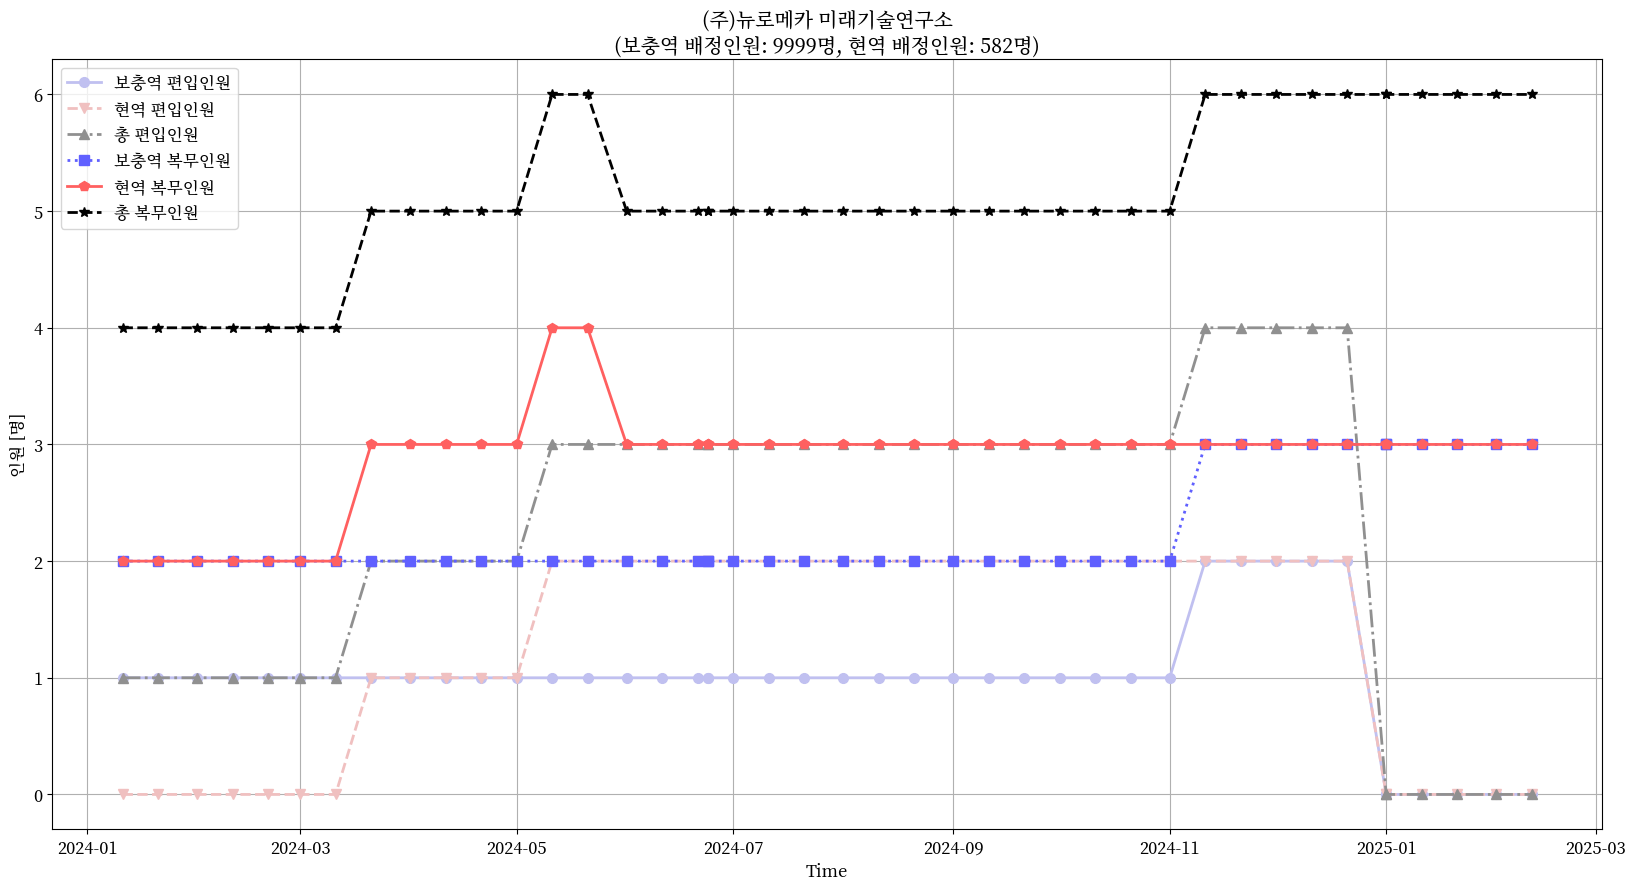 (주)뉴로메카 미래기술연구소
(보충역 배정인원: 9999명, 현역 배정인원: 582명)
보충역 편입인원
현역 편입인원
총 편입인원
보충역 복무인원
현역 복무인원
총 복무인원
인원 [명]
6
5
4
3
2
1
0
2024-01
2024-03
2024-05
2024-07
2024-09
2024-11
2025-01
2025-03
Time